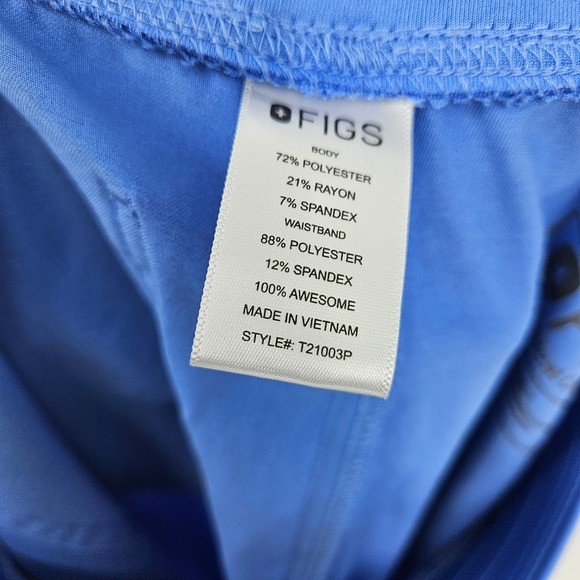 FIGS
BODY
72% POLYESTER
21% RAYON
7% SPANDEX
WAISTBAND
88% POLYESTER
12% SPANDEX
100% AWESOME
MADE IN VIETNAM
STYLE#: T21003P